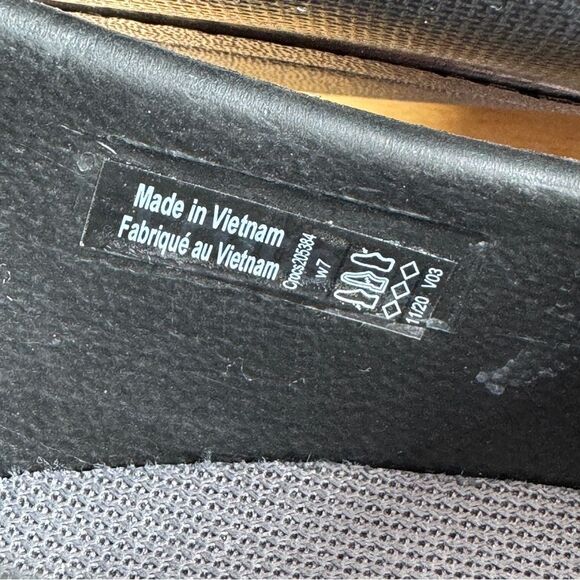 Made in Vietnam
Fabriqué au Vietnam
Crocs205384
w7
11/20 V03